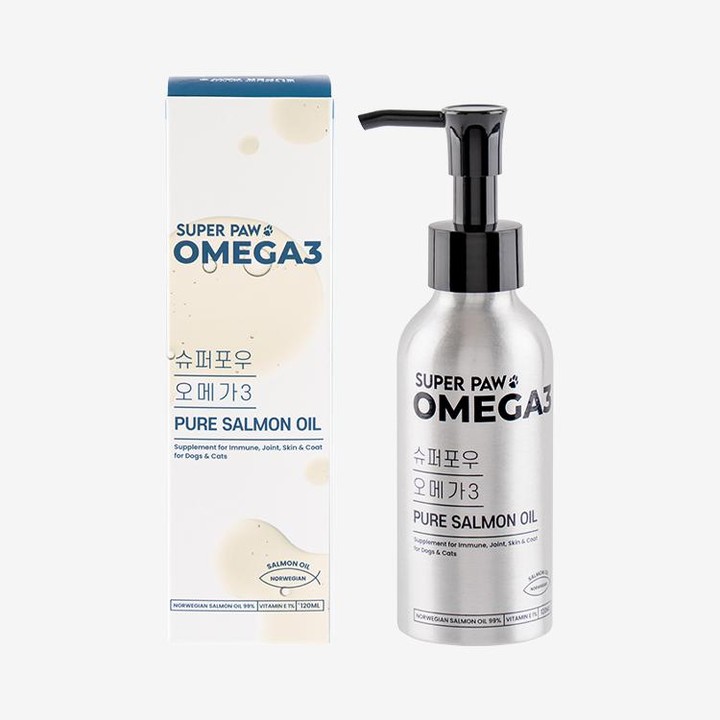 SUPER PAW
OMEGA3
슈퍼포우
오메가3
PURE SALMON OIL
Supplement for Immune, Joint, Skin & Coat
for Dogs & Cats
SALMON OIL
NORWEGIAN
NORWEGIAN SALMON OIL 99%
VITAMIN E 1%
120ML
SUPER PAW
OMEGA3
슈퍼포우
오메가3
PURE SALMON OIL
Supplement for Immune, Joint, Skin & Coat
for Dogs & Cats
SALMON OIL
NORWEGIAN
NORWEGIAN SALMON OIL 99%
VITAMIN E 1%